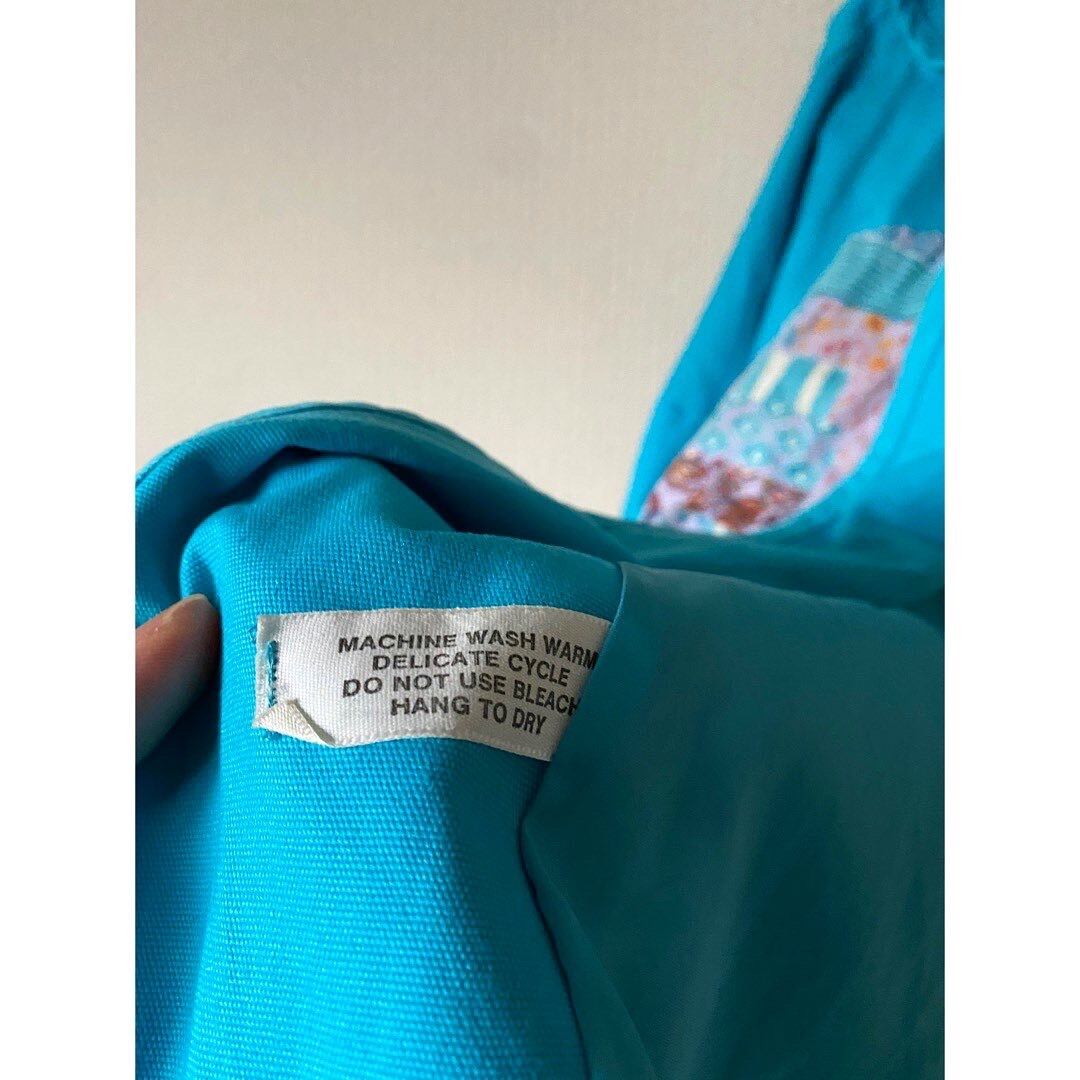 MACHINE WASH WARM
DELICATE CYCLE
DO NOT USE BLEACH
HANG TO DRY